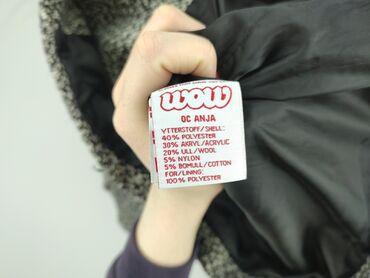 WOW
QC ANJA
YTTERSTOFF/SHELL:
40% POLYESTER
30% AKRYL/ACRYLIC
20% ULL/WOOL
5% NYLON
5% BOMULL/COTTON
FOR/LINING:
100% POLYESTER